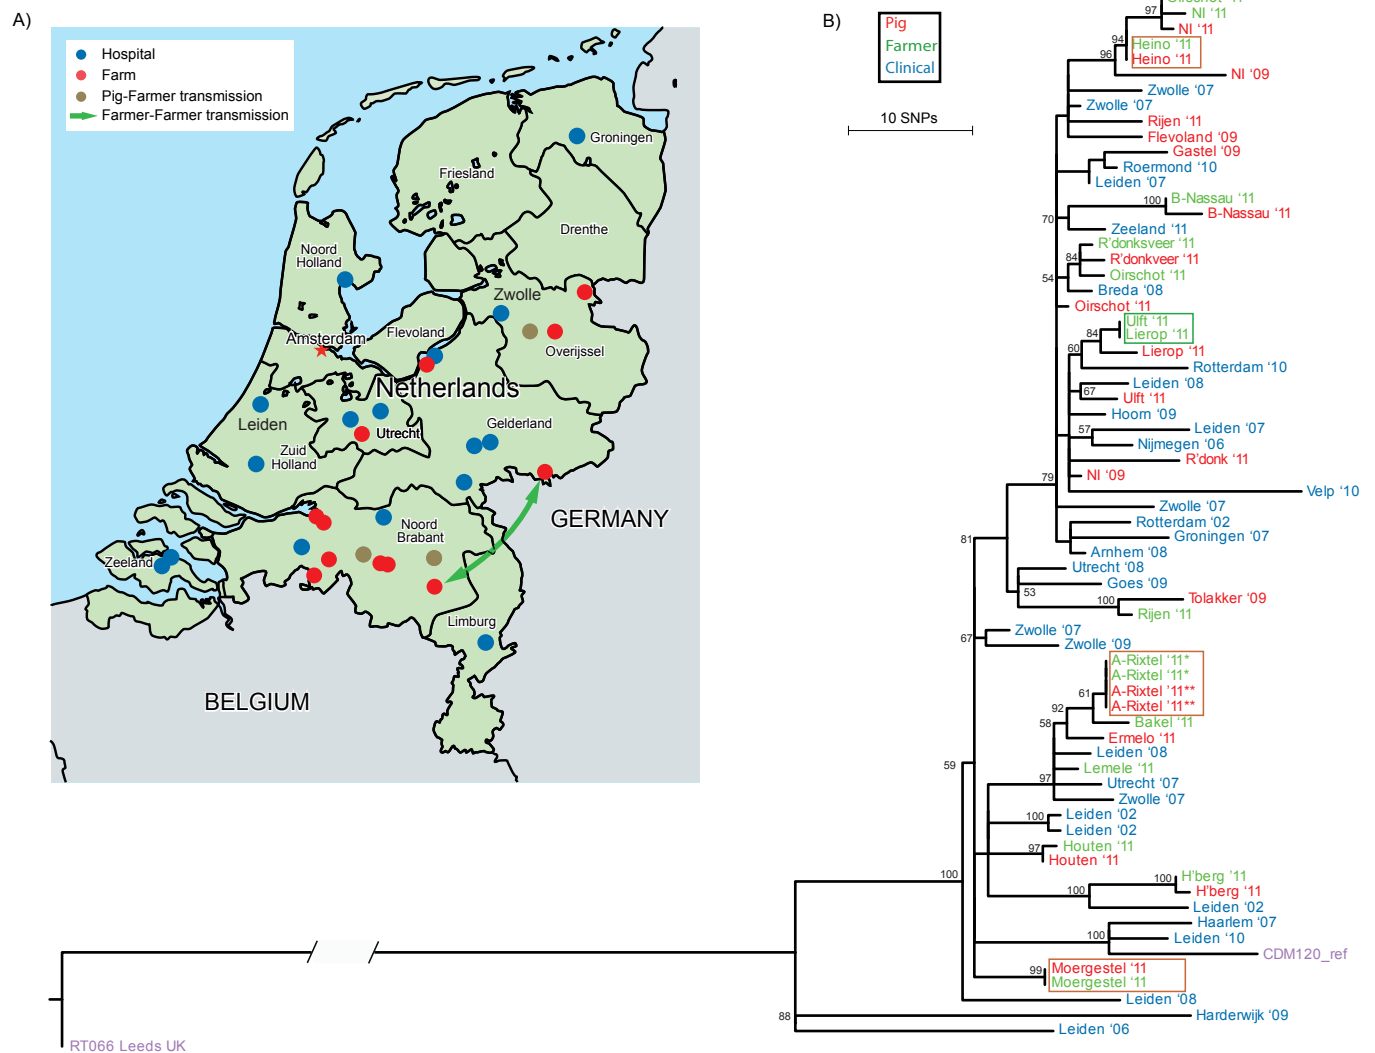 A)
Hospital
Farm
Pig-Farmer transmission
Farmer-Farmer transmission
Groningen
Friesland
Drenthe
Noord
Holland
Zwolle
Flevoland
Amsterdam
Overijssel
Netherlands
Leiden
Utrecht
Gelderland
Zuid
Holland
GERMANY
Noord
Brabant
Zeeland
Limburg
BELGIUM
B)
Pig
Farmer
Clinical
10 SNPs
97
NI ‘11
NI ‘11
94
Heino ‘11
Heino ‘11
96
NI ‘09
Zwolle ‘07
Zwolle ‘07
Rijen ‘11
Flevoland ‘09
Gastel ‘09
Roermond ‘10
Leiden ‘07
100
B-Nassau ‘11
B-Nassau ‘11
70
Zeeland ‘11
R’donksveer ‘11
84
R’donkveer ‘11
Oirschot ‘11
54
Breda ‘08
Oirschot ‘11
Ulft ‘11
Lierop ‘11
84
60
Lierop ‘11
Rotterdam ‘10
Leiden ‘08
67
Ulft ‘11
Hoorn ‘09
57
Leiden ‘07
Nijmegen ‘06
R’donk ‘11
79
NI ‘09
Velp ‘10
Zwolle ‘07
Rotterdam ‘02
Groningen ‘07
81
Arnhem ‘08
Utrecht ‘08
Goes ‘09
53
100
Tolakker ‘09
Rijen ‘11
Zwolle ‘07
67
Zwolle ‘09
A-Rixtel ‘11*
A-Rixtel ‘11*
61
A-Rixtel ’11**
A-Rixtel ’11**
92
58
Bakel ‘11
Ermelo ‘11
Leiden ‘08
59
Lemele ‘11
97
Utrecht ‘07
Zwolle ‘07
100
Leiden ‘02
Leiden ‘02
97
Houten ‘11
Houten ‘11
100
100
H’berg ’11
H’berg ‘11
100
Leiden ‘02
Haarlem ‘07
100
Leiden ‘10
CDM120_ref
99
Moergestel ‘11
Moergestel ‘11
Leiden ‘08
88
Harderwijk ‘09
Leiden ‘06
RT066 Leeds UK